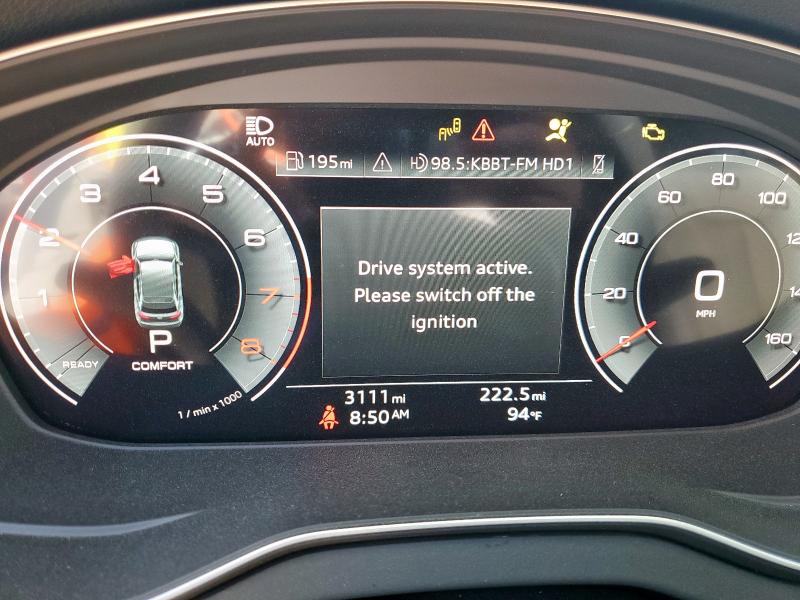 AUTO
195mi
98.5:KBBT-FM HD1
1
2
3
4
5
6
7
8
READY
P
COMFORT
1 / min x 1000
Drive system active.
Please switch off the
ignition
3111mi
222.5mi
8:50AM
94°F
0
20
40
60
80
100
160
0
MPH